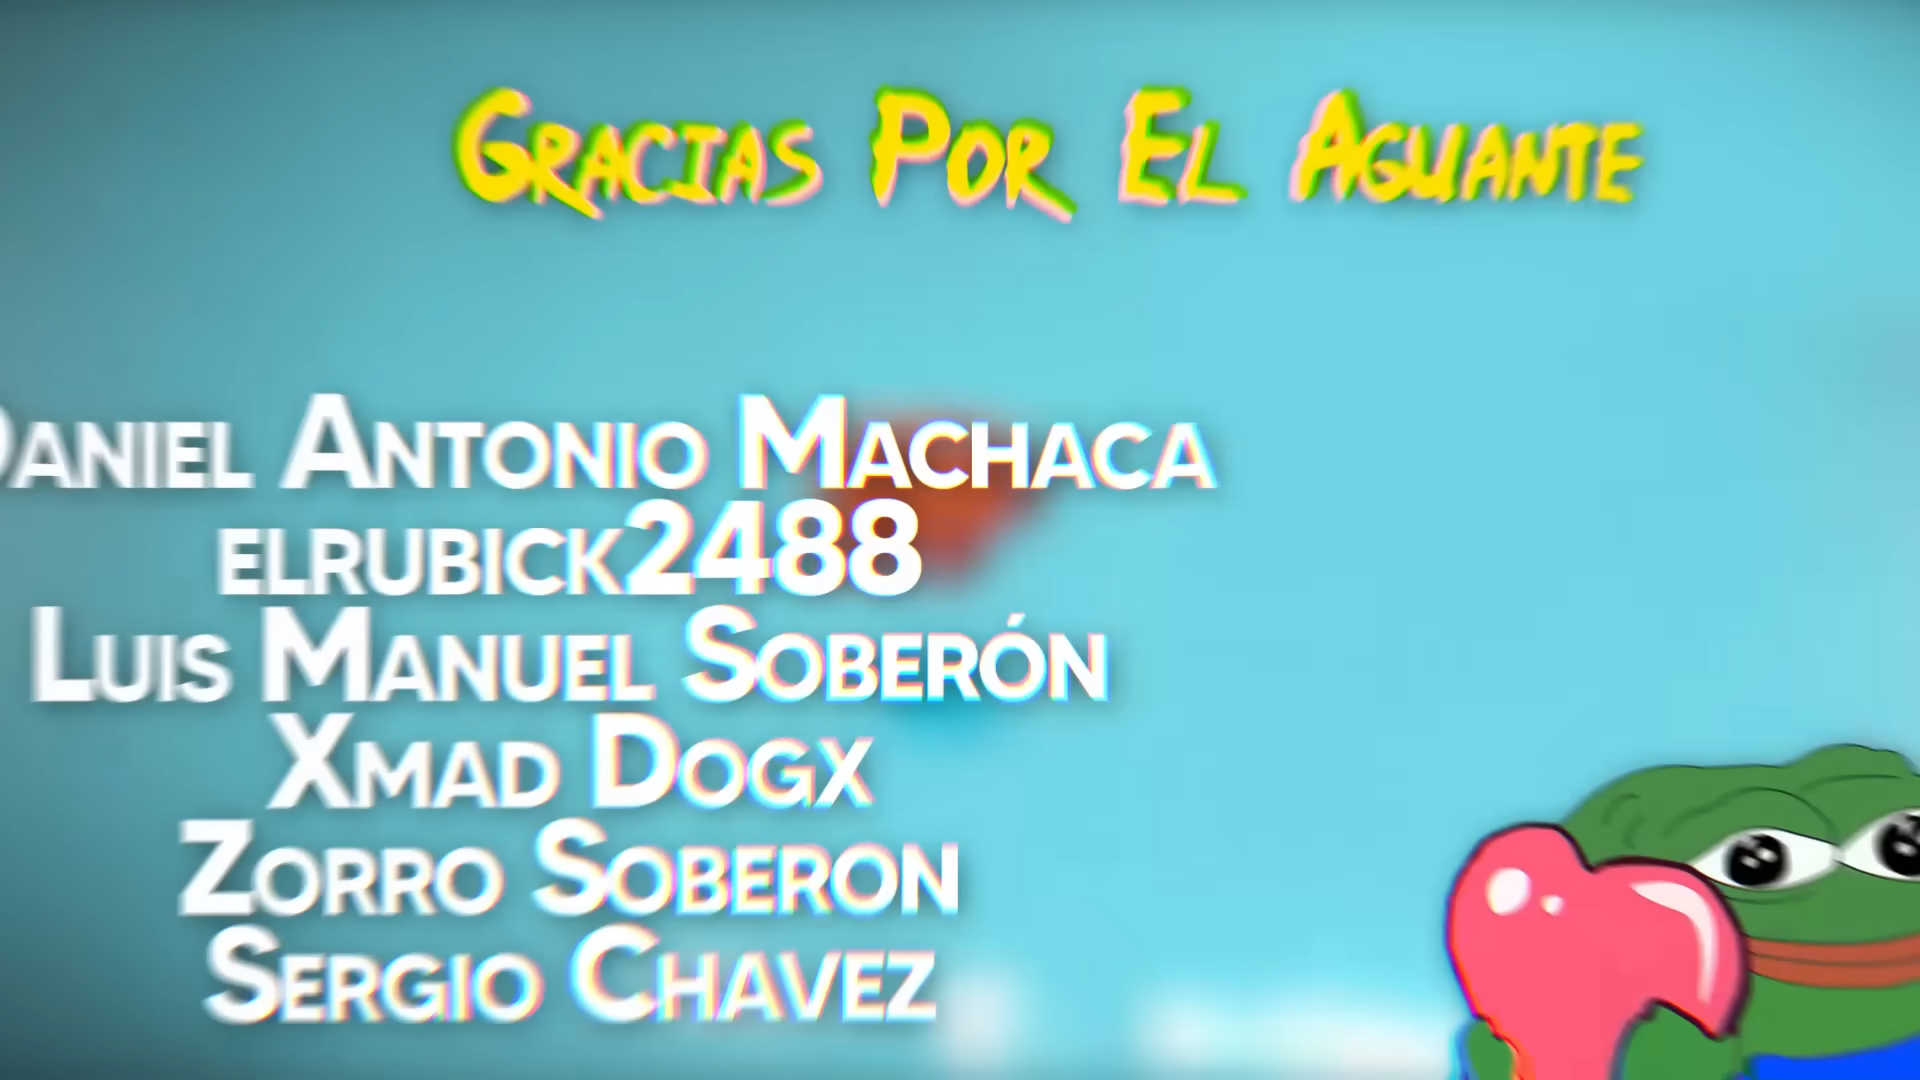 Gracias Por El Aguante
Daniel Antonio Machaca
elrubick2488
Luis Manuel Soberón
Xmad Dogx
Zorro Soberon
Sergio Chavez